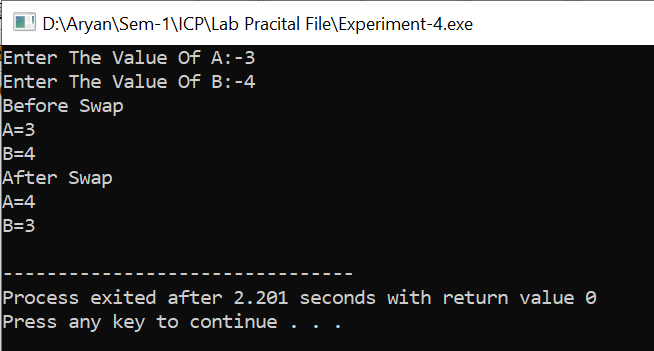 D:\Aryan\Sem-1\ICP\Lab Pracital File\Experiment-4.exe
Enter The Value Of A:-3
Enter The Value Of B:-4
Before Swap
A=3
B=4
After Swap
A=4
B=3
--------------------------------
Process exited after 2.201 seconds with return value 0
Press any key to continue . . .